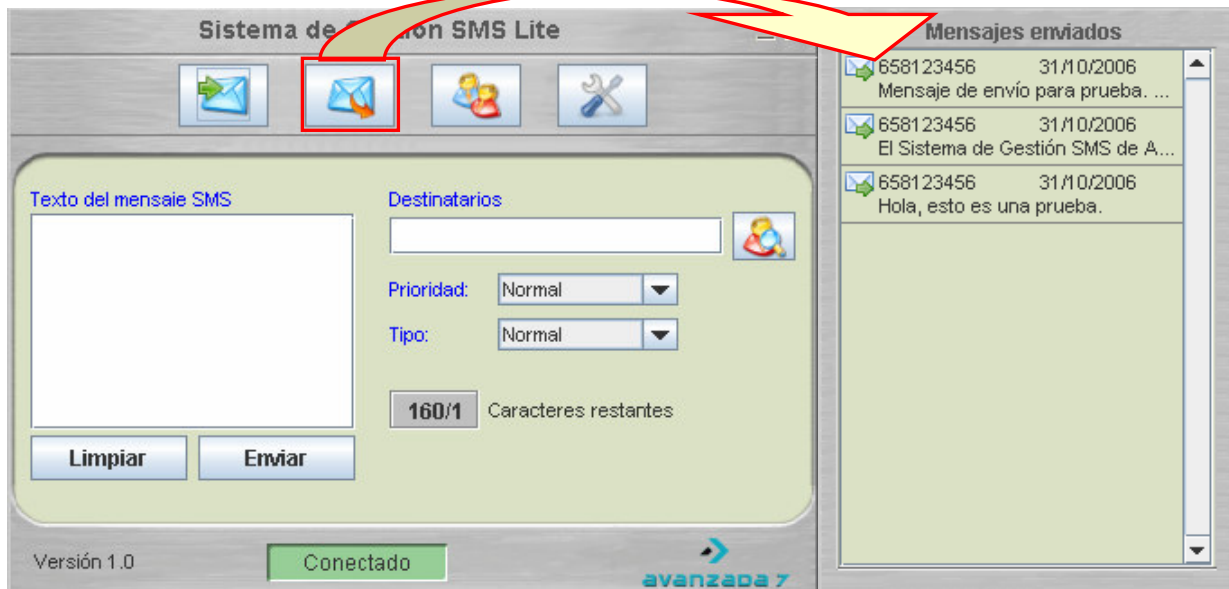 Sistema de Gestión SMS Lite
Texto del mensaje SMS
Destinatarios
Prioridad: Normal
Tipo: Normal
160/1 Caracteres restantes
Limpiar Enviar
Versión 1.0
Conectado
avanzada 7
Mensajes enviados
658123456 31/10/2006
Mensaje de envío para prueba. ...
658123456 31/10/2006
El Sistema de Gestión SMS de A...
658123456 31/10/2006
Hola, esto es una prueba.